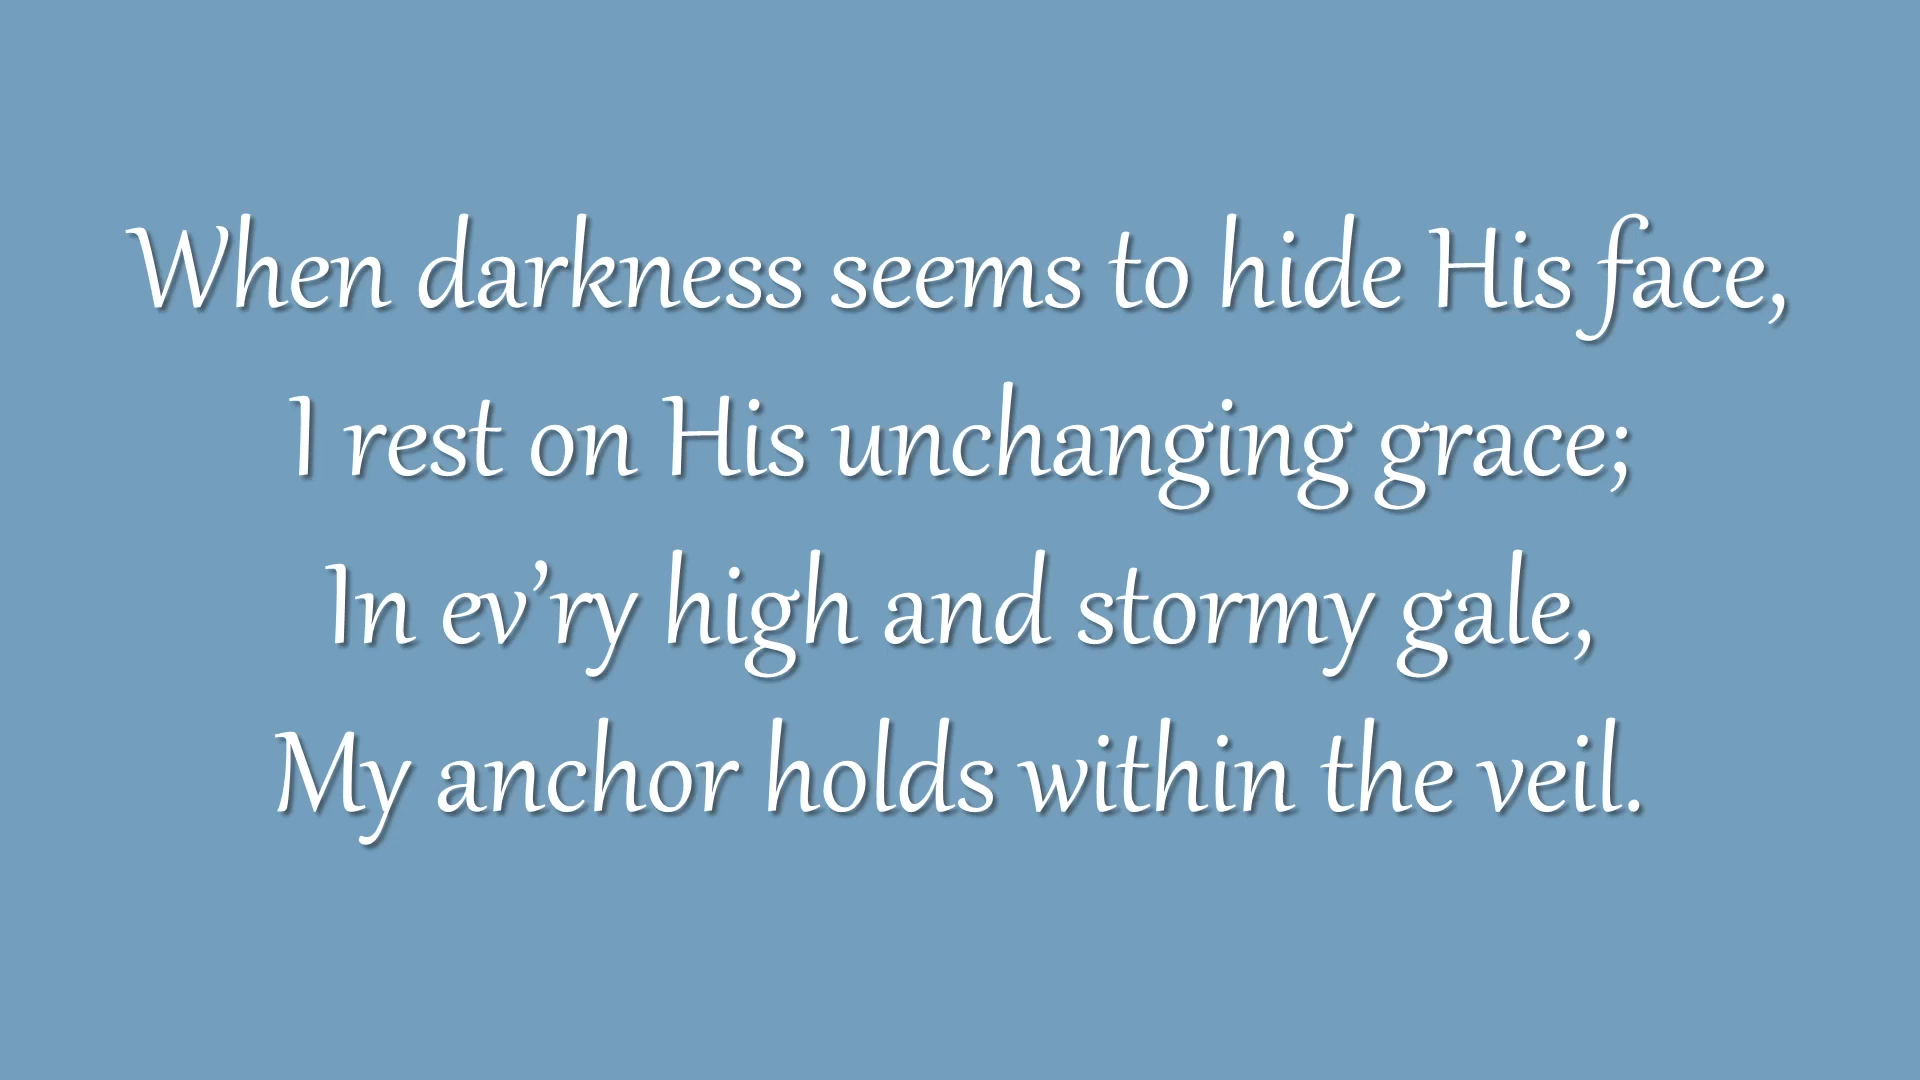 When darkness seems to hide His face,
I rest on His unchanging grace;
In ev’ry high and stormy gale,
My anchor holds within the veil.